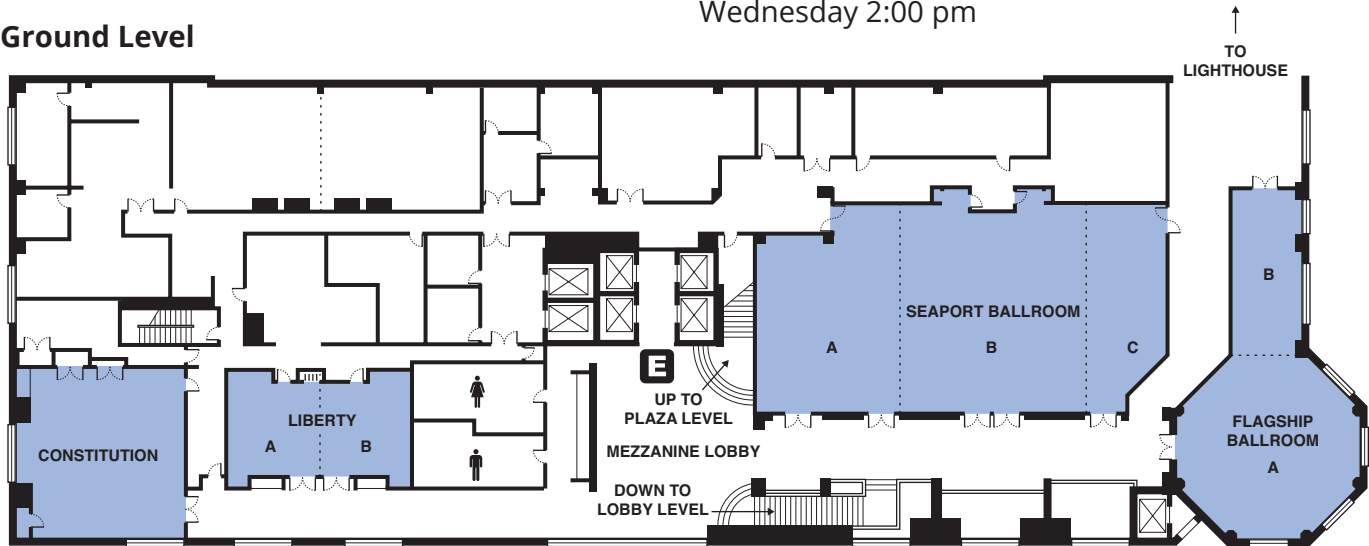 Wednesday 2:00 pm
Ground Level
TO
LIGHTHOUSE
B
SEAPORT BALLROOM
A
B
C
E
UP TO
PLAZA LEVEL
LIBERTY
A
B
FLAGSHIP
BALLROOM
A
CONSTITUTION
MEZZANINE LOBBY
DOWN TO
LOBBY LEVEL